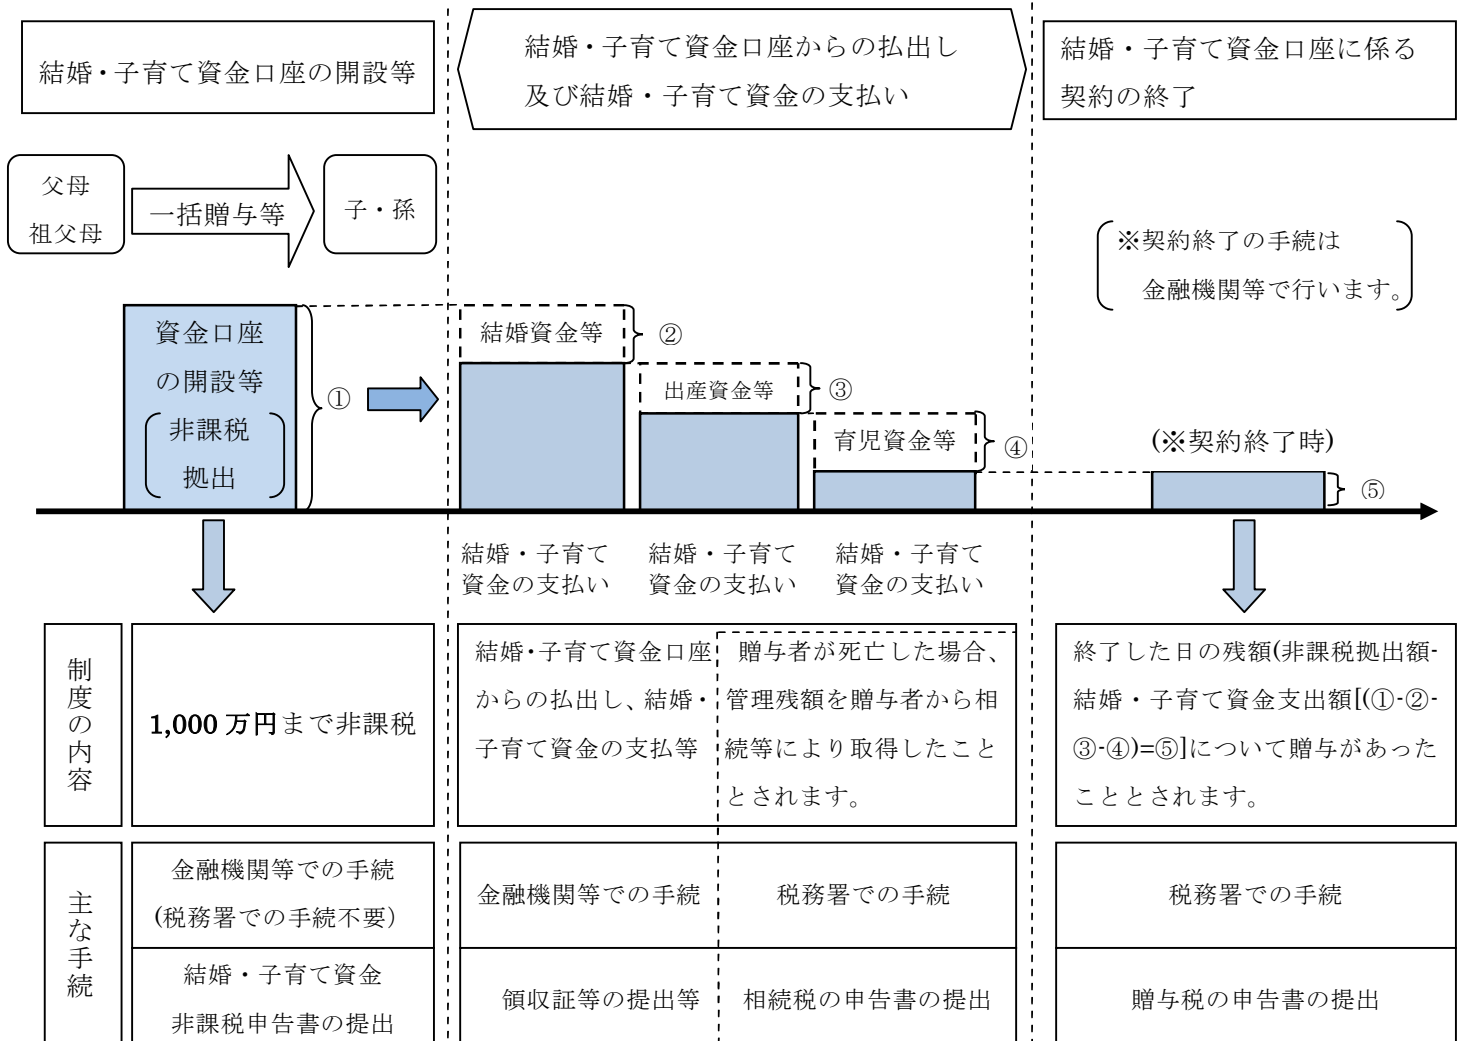 結婚・子育て資金口座の開設等
結婚・子育て資金口座からの払出し
及び結婚・子育て資金の支払い
結婚・子育て資金口座に係る
契約の終了
父母
祖父母
一括贈与等
子・孫
※契約終了の手続は
金融機関等で行います。
資金口座
の開設等
非課税
拠出
①
結婚資金等
②
出産資金等
③
育児資金等
④
(※契約終了時)
⑤
結婚・子育て
資金の支払い
結婚・子育て
資金の支払い
結婚・子育て
資金の支払い
制度の内容
1,000 万円まで非課税
結婚・子育て資金口座
からの払出し、結婚・
子育て資金の支払等
贈与者が死亡した場合、
管理残額を贈与者から相
続等により取得したこと
とされます。
終了した日の残額(非課税拠出額-
結婚・子育て資金支出額[(①-②-
③-④)=⑤]について贈与があった
こととされます。
主な手続
金融機関等での手続
(税務署での手続不要）
金融機関等での手続
税務署での手続
税務署での手続
結婚・子育て資金
非課税申告書の提出
領収証等の提出等
相続税の申告書の提出
贈与税の申告書の提出